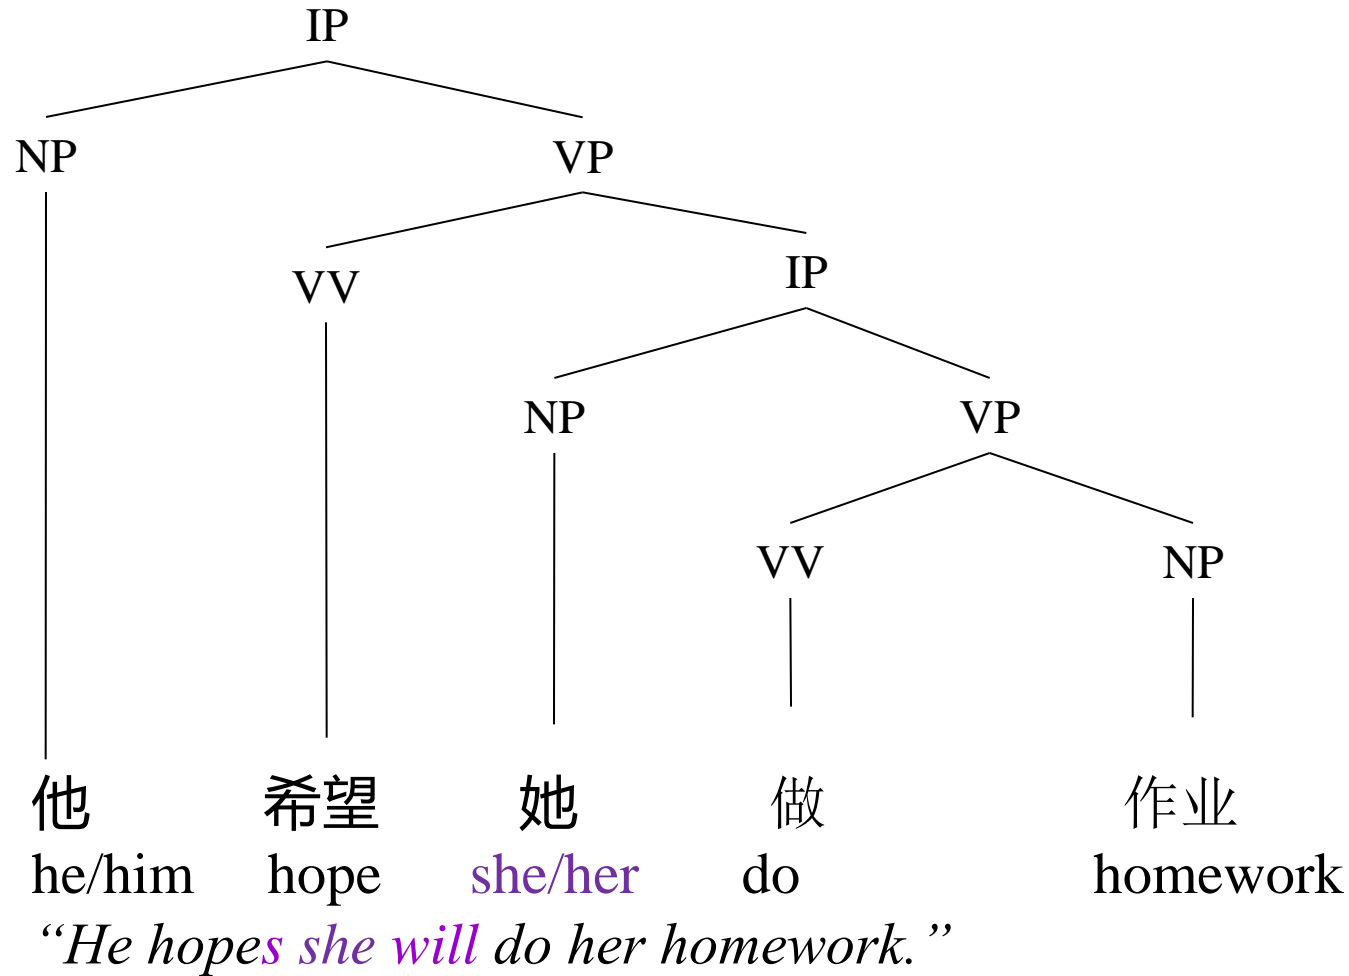 IP
NP VP
VV IP
NP VP
VV NP
他 希望 她 做 作业
he/him hope she/her do homework
“He hopes she will do her homework.”